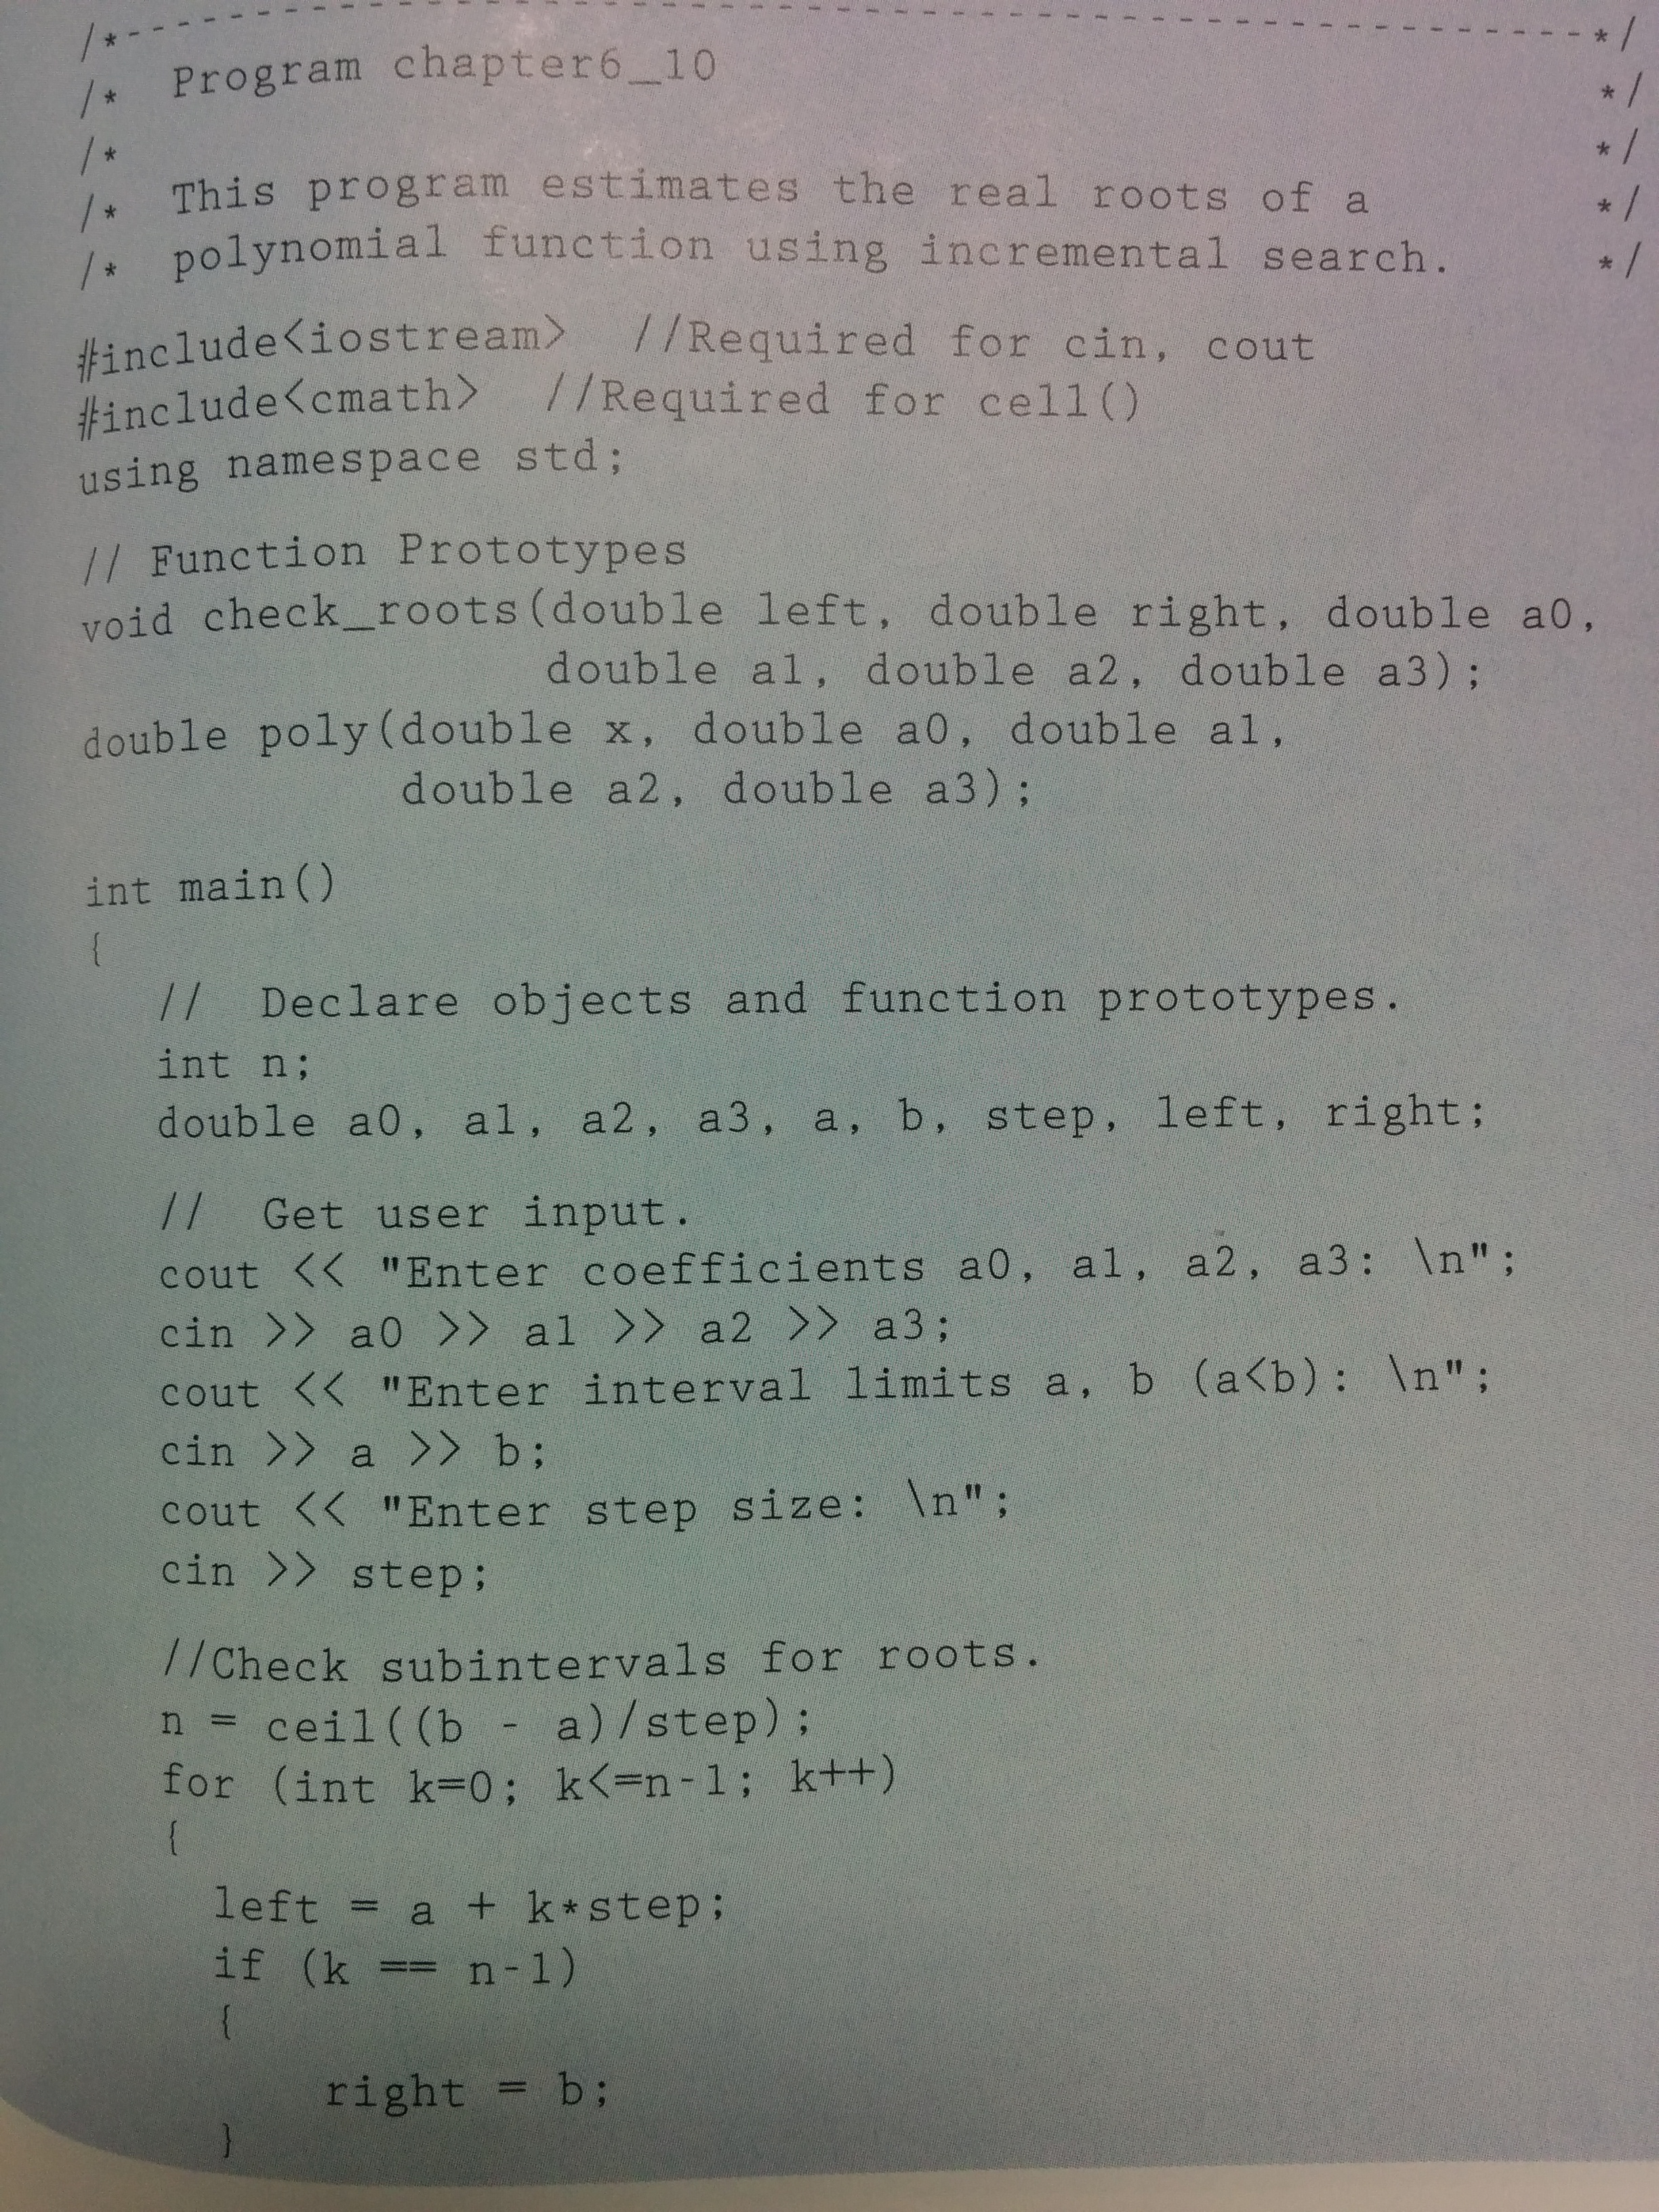 /*--------------------------------------------------------------*/
/*  Program chapter6_10                                         */
/*                                                              */
/*  This program estimates the real roots of a                  */
/*  polynomial function using incremental search.               */
#include<iostream>  //Required for cin, cout
#include<cmath>  //Required for cell()
using namespace std;
// Function Prototypes
void check_roots(double left, double right, double a0,
                 double a1, double a2, double a3);
double poly(double x, double a0, double a1,
            double a2, double a3);
int main()
{
   //  Declare objects and function prototypes.
   int n;
   double a0, a1, a2, a3, a, b, step, left, right;
   //  Get user input.
   cout << "Enter coefficients a0, a1, a2, a3: \n";
   cin >> a0 >> a1 >> a2 >> a3;
   cout << "Enter interval limits a, b (a<b): \n";
   cin >> a >> b;
   cout << "Enter step size: \n";
   cin >> step;
   //Check subintervals for roots.
   n = ceil((b - a)/step);
   for (int k=0; k<=n-1; k++)
   {
     left = a + k*step;
     if (k == n-1)
     {
         right = b;
     }